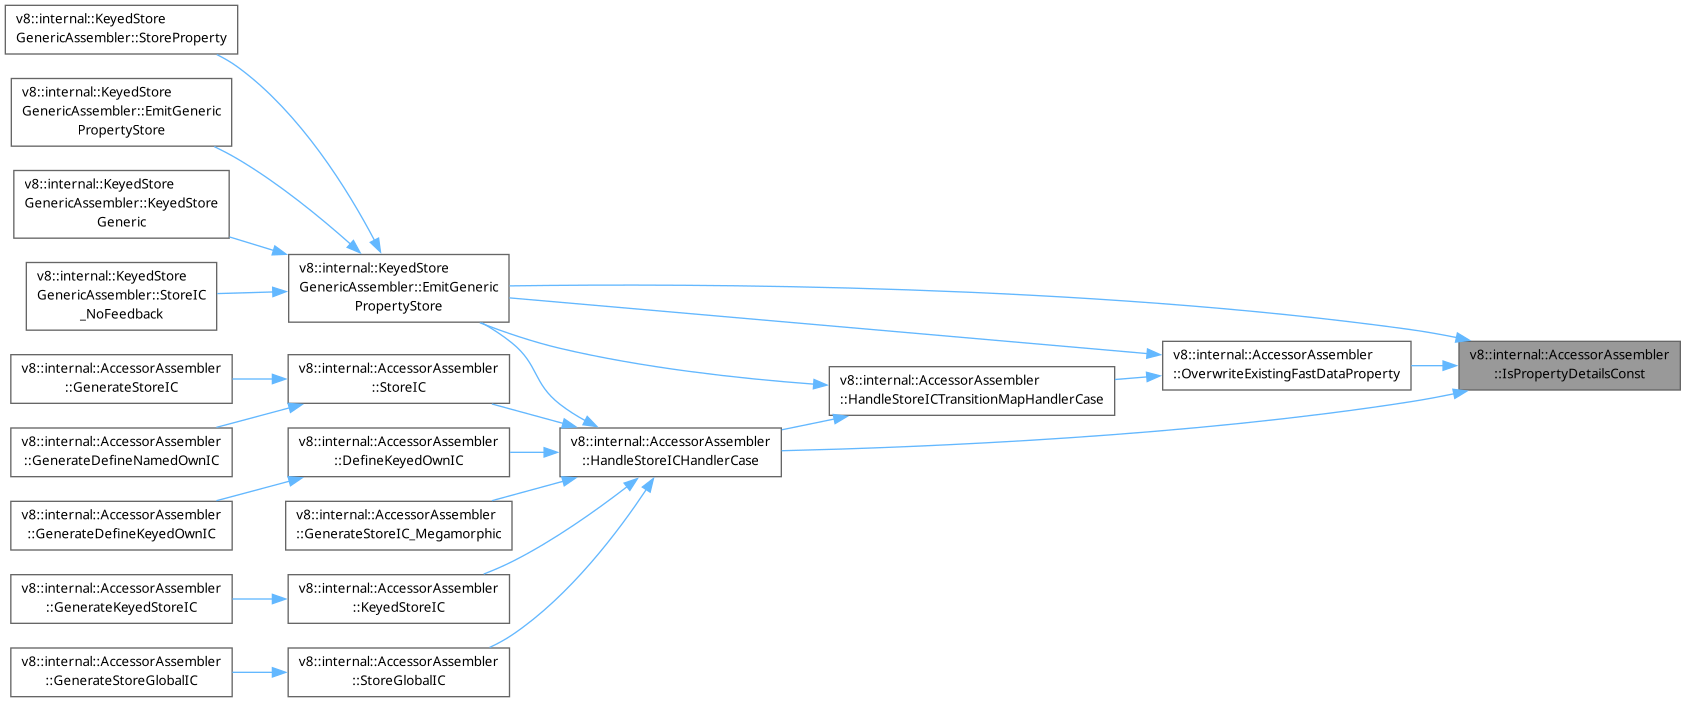 v8::internal::KeyedStore
GenericAssembler::StoreProperty
v8::internal::KeyedStore
GenericAssembler::EmitGeneric
PropertyStore
v8::internal::KeyedStore
GenericAssembler::KeyedStore
Generic
v8::internal::KeyedStore
GenericAssembler::StoreIC
_NoFeedback
v8::internal::AccessorAssembler
::GenerateStoreIC
v8::internal::AccessorAssembler
::GenerateDefineNamedOwnIC
v8::internal::AccessorAssembler
::GenerateDefineKeyedOwnIC
v8::internal::AccessorAssembler
::GenerateKeyedStoreIC
v8::internal::AccessorAssembler
::GenerateStoreGlobalIC
v8::internal::KeyedStore
GenericAssembler::EmitGeneric
PropertyStore
v8::internal::AccessorAssembler
::StoreIC
v8::internal::AccessorAssembler
::DefineKeyedOwnIC
v8::internal::AccessorAssembler
::GenerateStoreIC_Megamorphic
v8::internal::AccessorAssembler
::KeyedStoreIC
v8::internal::AccessorAssembler
::StoreGlobalIC
v8::internal::AccessorAssembler
::HandleStoreICHandlerCase
v8::internal::AccessorAssembler
::HandleStoreICTransitionMapHandlerCase
v8::internal::AccessorAssembler
::OverwriteExistingFastDataProperty
v8::internal::AccessorAssembler
::IsPropertyDetailsConst